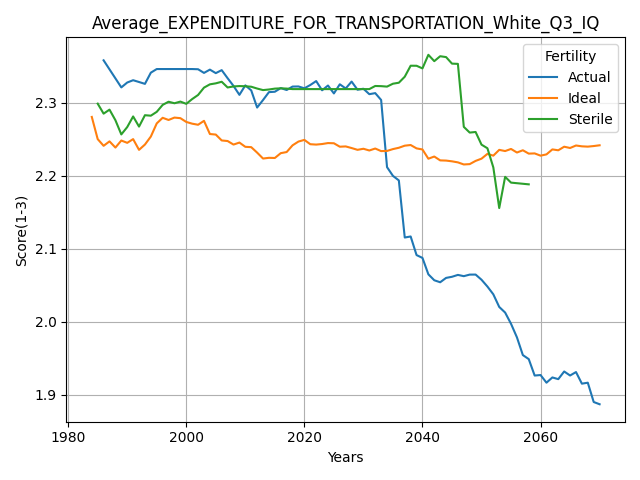 Average_EXPENDITURE_FOR_TRANSPORTATION_White_Q3_IQ
Fertility
Actual
Ideal
Sterile
Score(1-3)
2.3
2.2
2.1
2.0
1.9
1980
2000
2020
2040
2060
Years